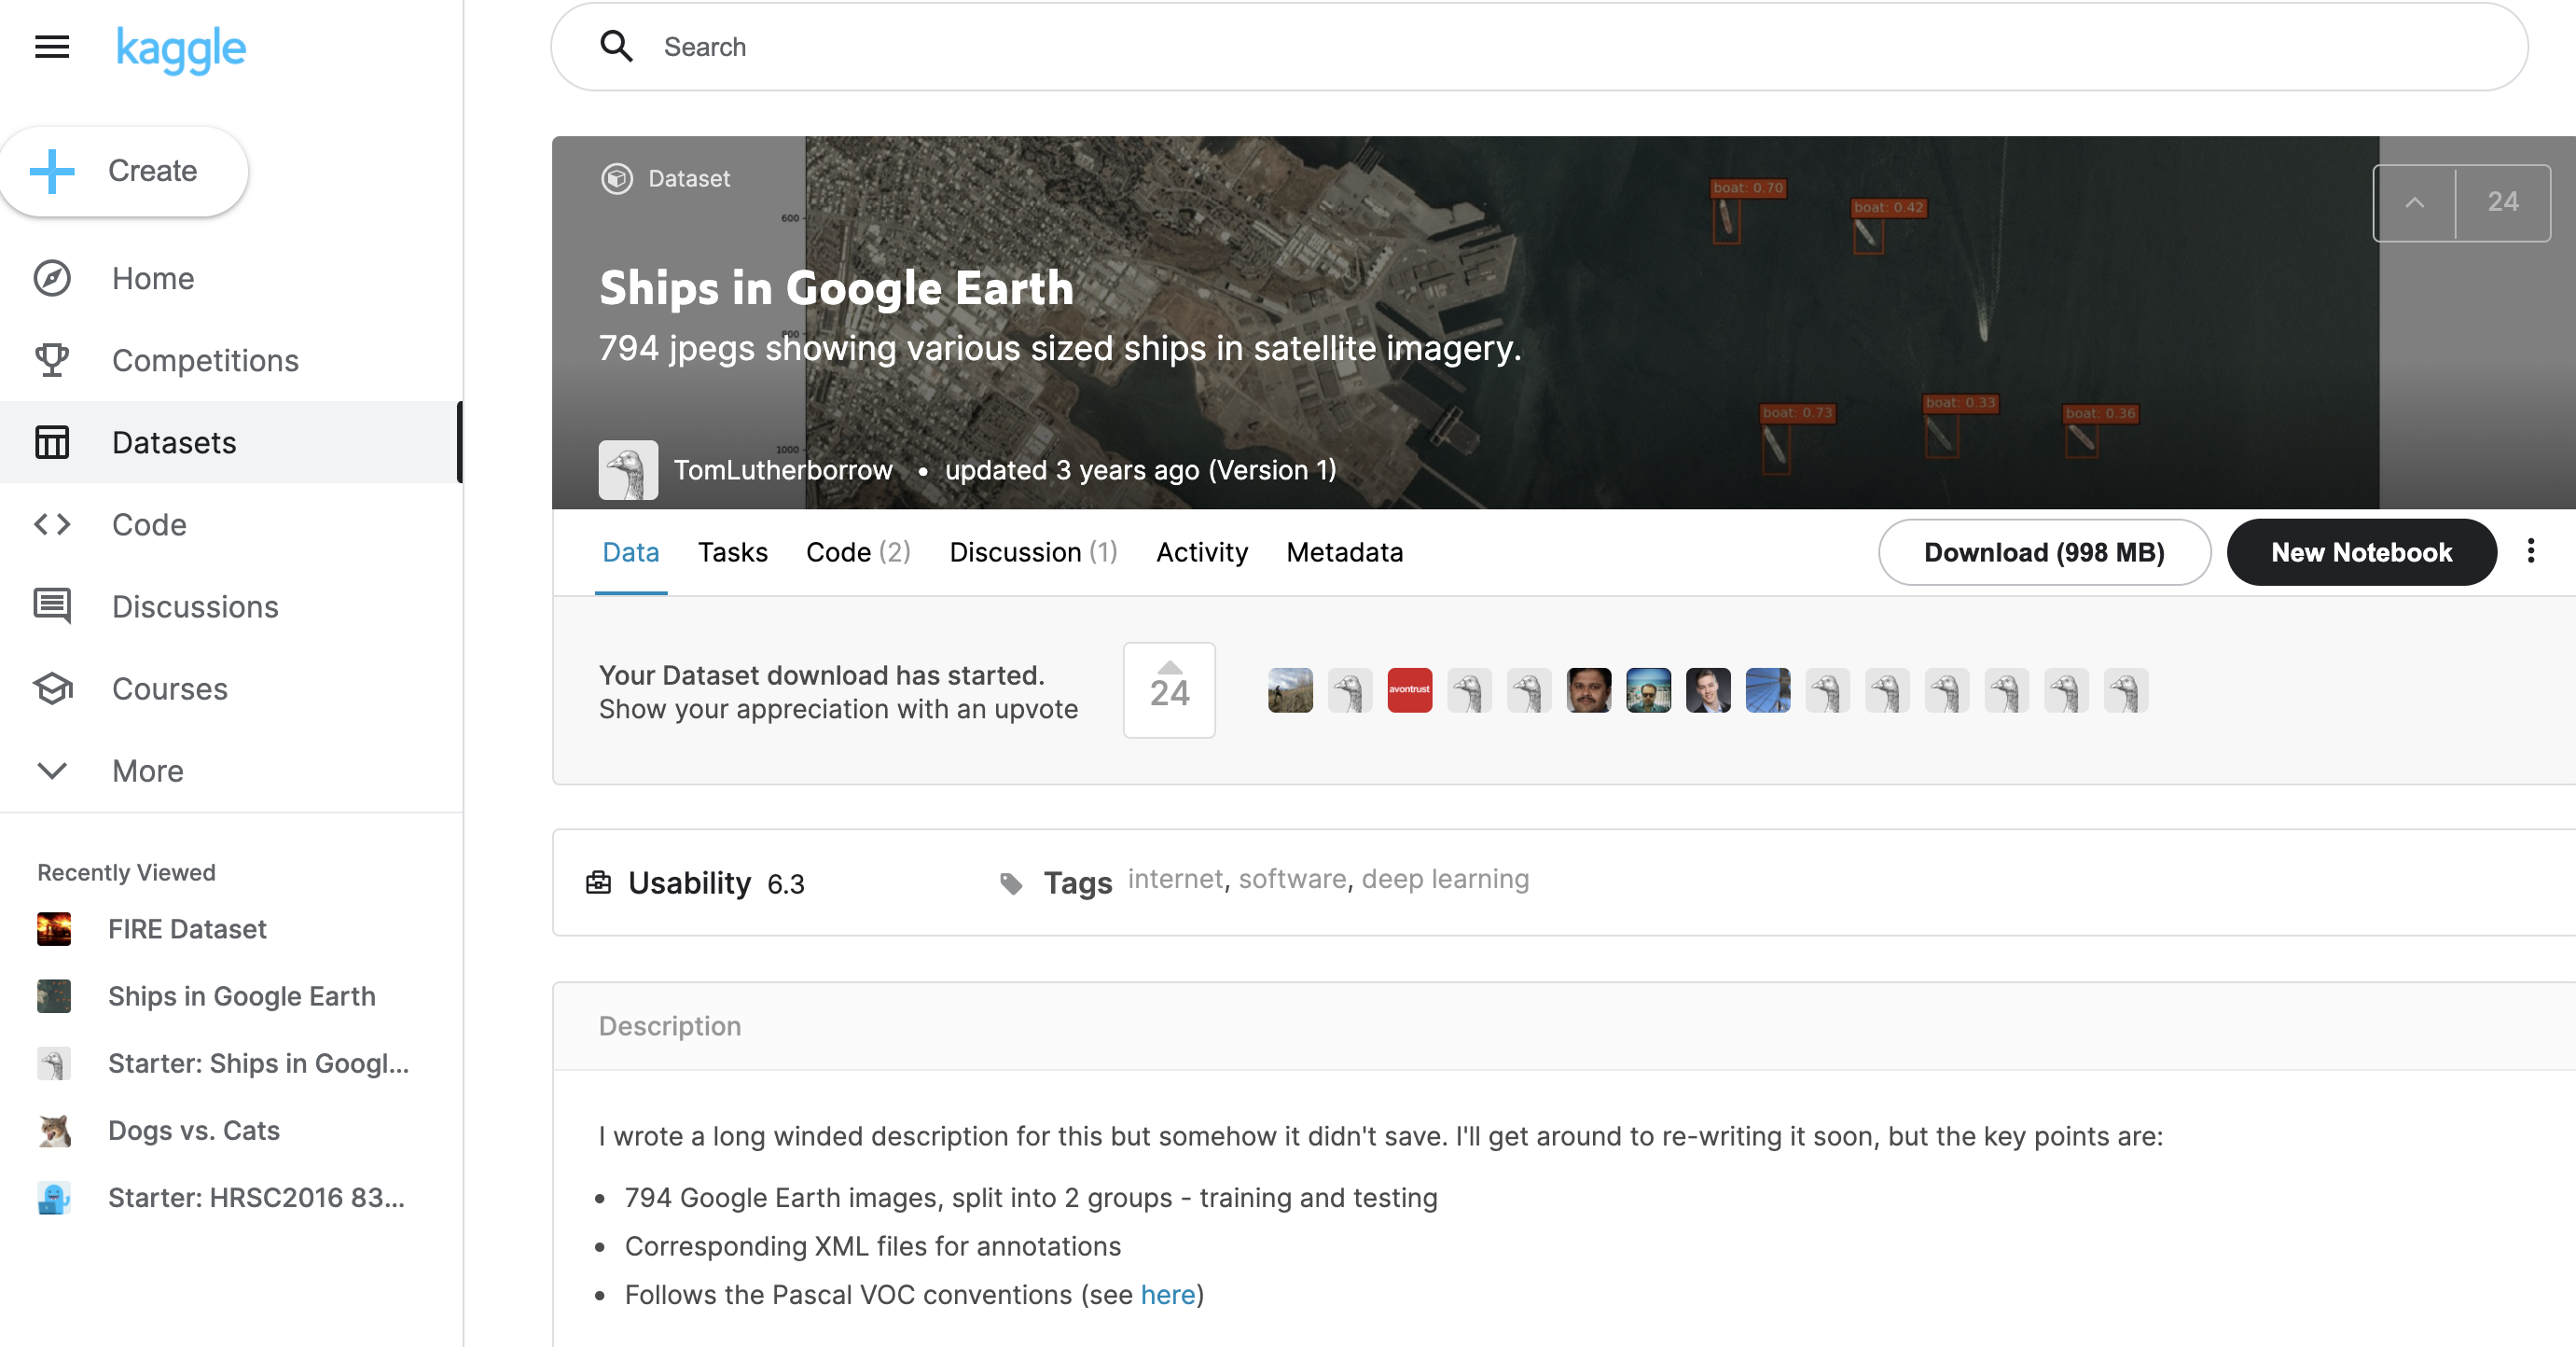 kaggle
Search
Create
Home
Competitions
Datasets
Code
Discussions
Courses
More
Recently Viewed
FIRE Dataset
Ships in Google Earth
Starter: Ships in Googl...
Dogs vs. Cats
Starter: HRSC2016 83...
Dataset
24
600
boat: 0.70
boat: 0.42
Ships in Google Earth
800
794 jpegs showing various sized ships in satellite imagery.
boat: 0.73
boat: 0.33
boat: 0.36
1000
TomLutherborrow • updated 3 years ago (Version 1)
Data Tasks Code (2) Discussion (1) Activity Metadata
Download (998 MB)
New Notebook
Your Dataset download has started.
Show your appreciation with an upvote
24
avontrust
Usability 6.3
Tags internet, software, deep learning
Description
I wrote a long winded description for this but somehow it didn't save. I'll get around to re-writing it soon, but the key points are:
• 794 Google Earth images, split into 2 groups - training and testing
• Corresponding XML files for annotations
• Follows the Pascal VOC conventions (see here)